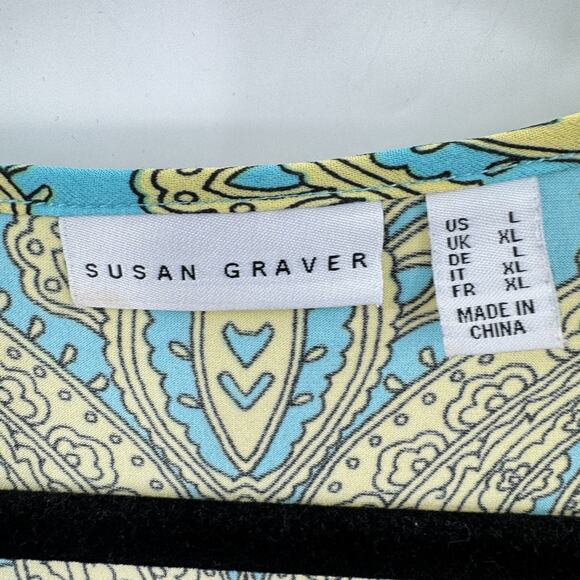 SUSAN GRAVER
US L
UK XL
DE L
IT XL
FR XL
MADE IN
CHINA